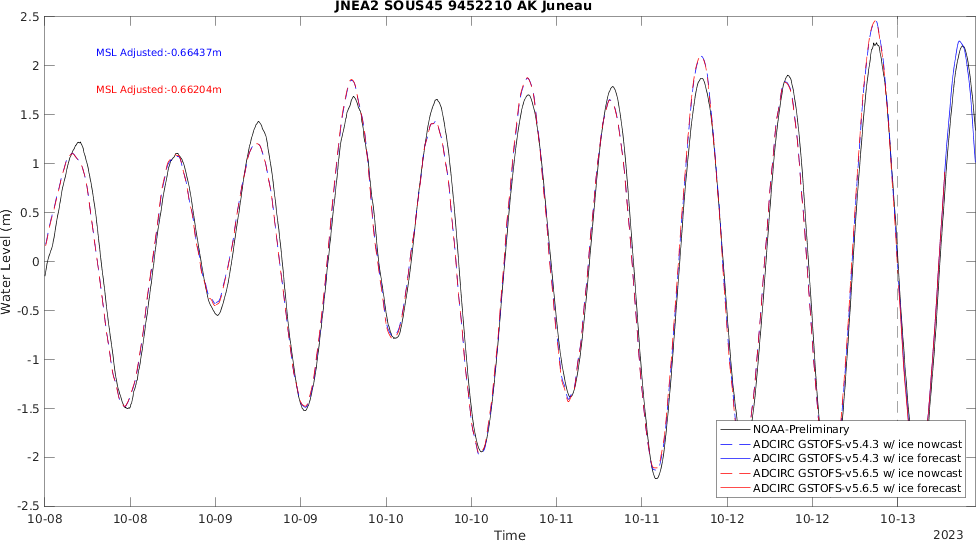 JNEA2 SOUS45 9452210 AK Juneau
2.5
2
1.5
1
0.5
0
-0.5
-1
-1.5
-2
-2.5
Water Level (m)
MSL Adjusted:-0.66437m
MSL Adjusted:-0.66204m
NOAA-Preliminary
ADCIRC GSTOFS-v5.4.3 w/ ice nowcast
ADCIRC GSTOFS-v5.4.3 w/ ice forecast
ADCIRC GSTOFS-v5.6.5 w/ ice nowcast
ADCIRC GSTOFS-v5.6.5 w/ ice forecast
10-08 10-08 10-09 10-09 10-10 10-10 10-11 10-11 10-12 10-12 10-13
Time
2023